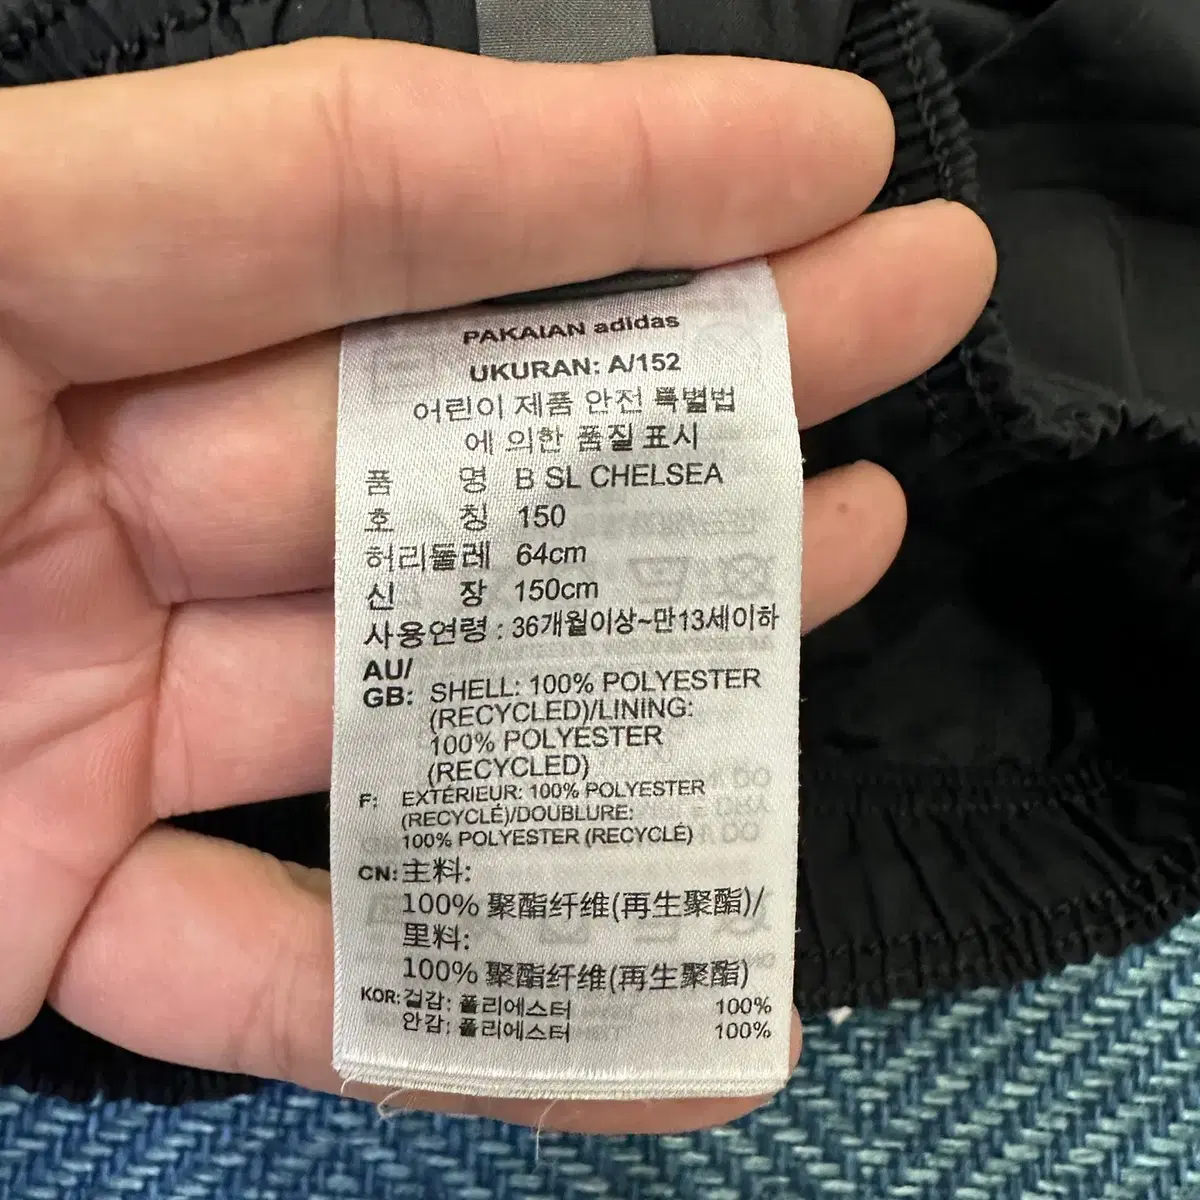 PAKAIAN adidas
UKURAN: A/152
어린이 제품 안전 특별법
에 의한 품질 표시
품 명 B SL CHELSEA
호 칭 150
허리둘레 64cm
신 장 150cm
사용연령 : 36개월이상~만13세이하
AU/
GB: SHELL: 100% POLYESTER
(RECYCLED)/LINING:
100% POLYESTER
(RECYCLED)
F: EXTÉRIEUR: 100% POLYESTER
(RECYCLÉ)/DOUBLURE:
100% POLYESTER (RECYCLÉ)
CN: 主料:
100% 聚酯纤维(再生聚酯)/
里料:
100% 聚酯纤维(再生聚酯)
KOR: 겉감; 폴리에스터 100%
안감; 폴리에스터 100%